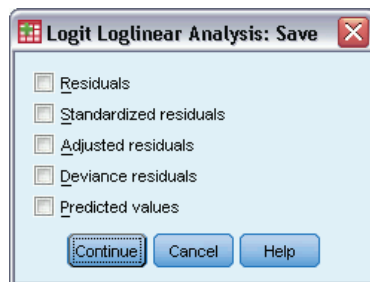 Logit Loglinear Analysis: Save
Residuals
Standardized residuals
Adjusted residuals
Deviance residuals
Predicted values
Continue Cancel Help